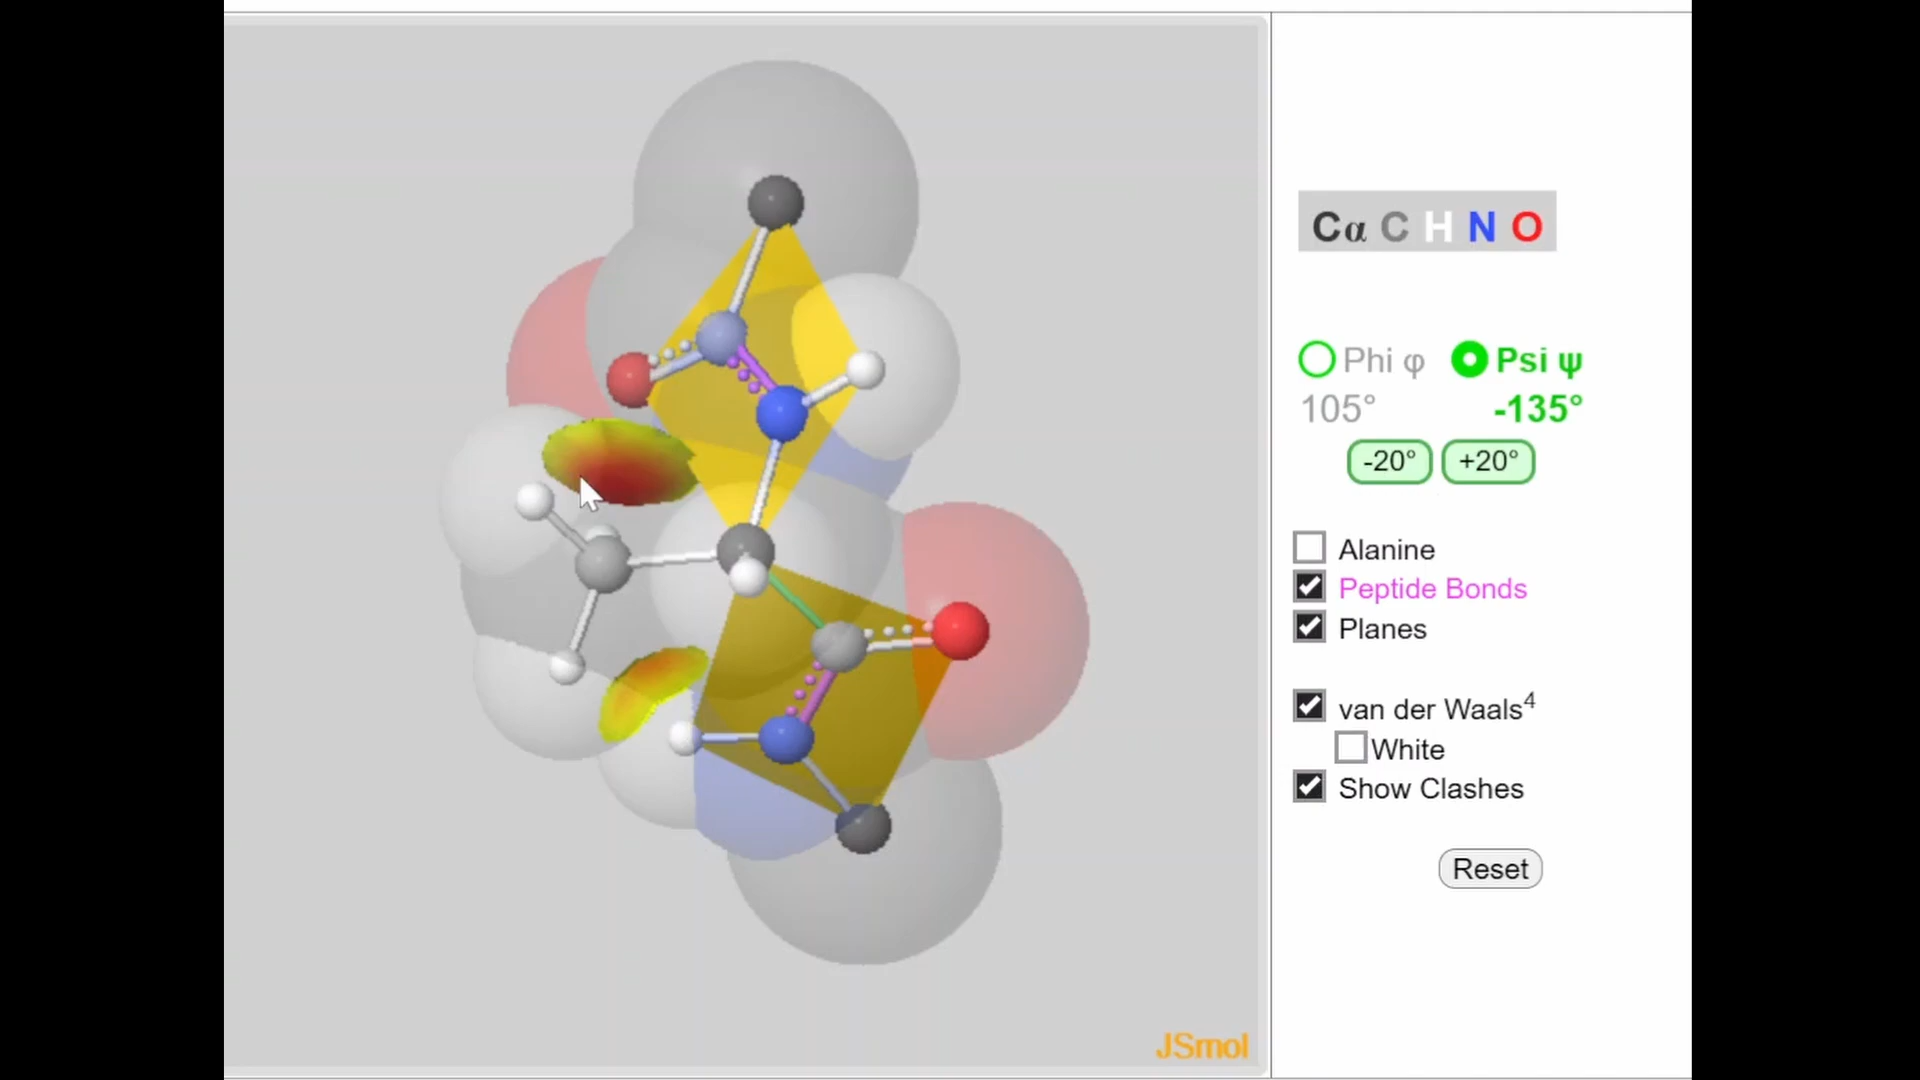 Cα C H N O
Phi φ Psi ψ
105° -135°
-20° +20°
Alanine
Peptide Bonds
Planes
van der Waals⁴
White
Show Clashes
Reset
JSmol